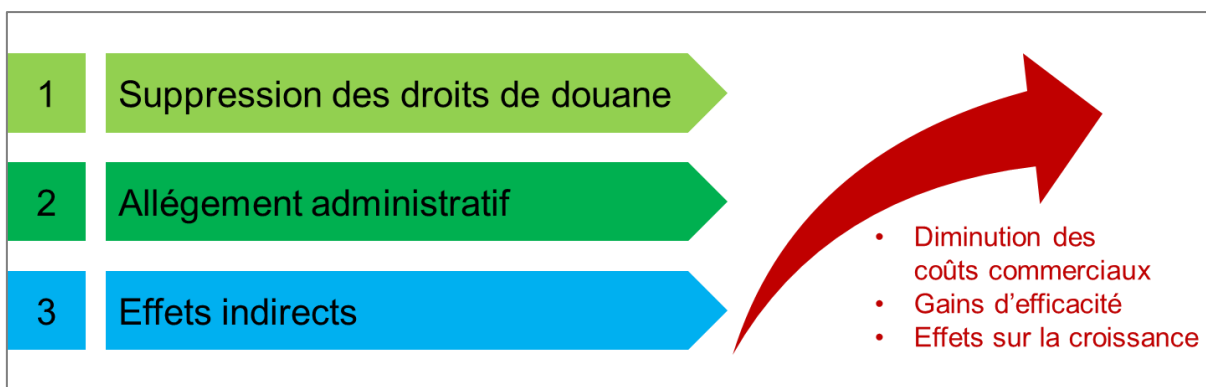 1 Suppression des droits de douane
2 Allégement administratif
3 Effets indirects
• Diminution des
coûts commerciaux
• Gains d’efficacité
• Effets sur la croissance